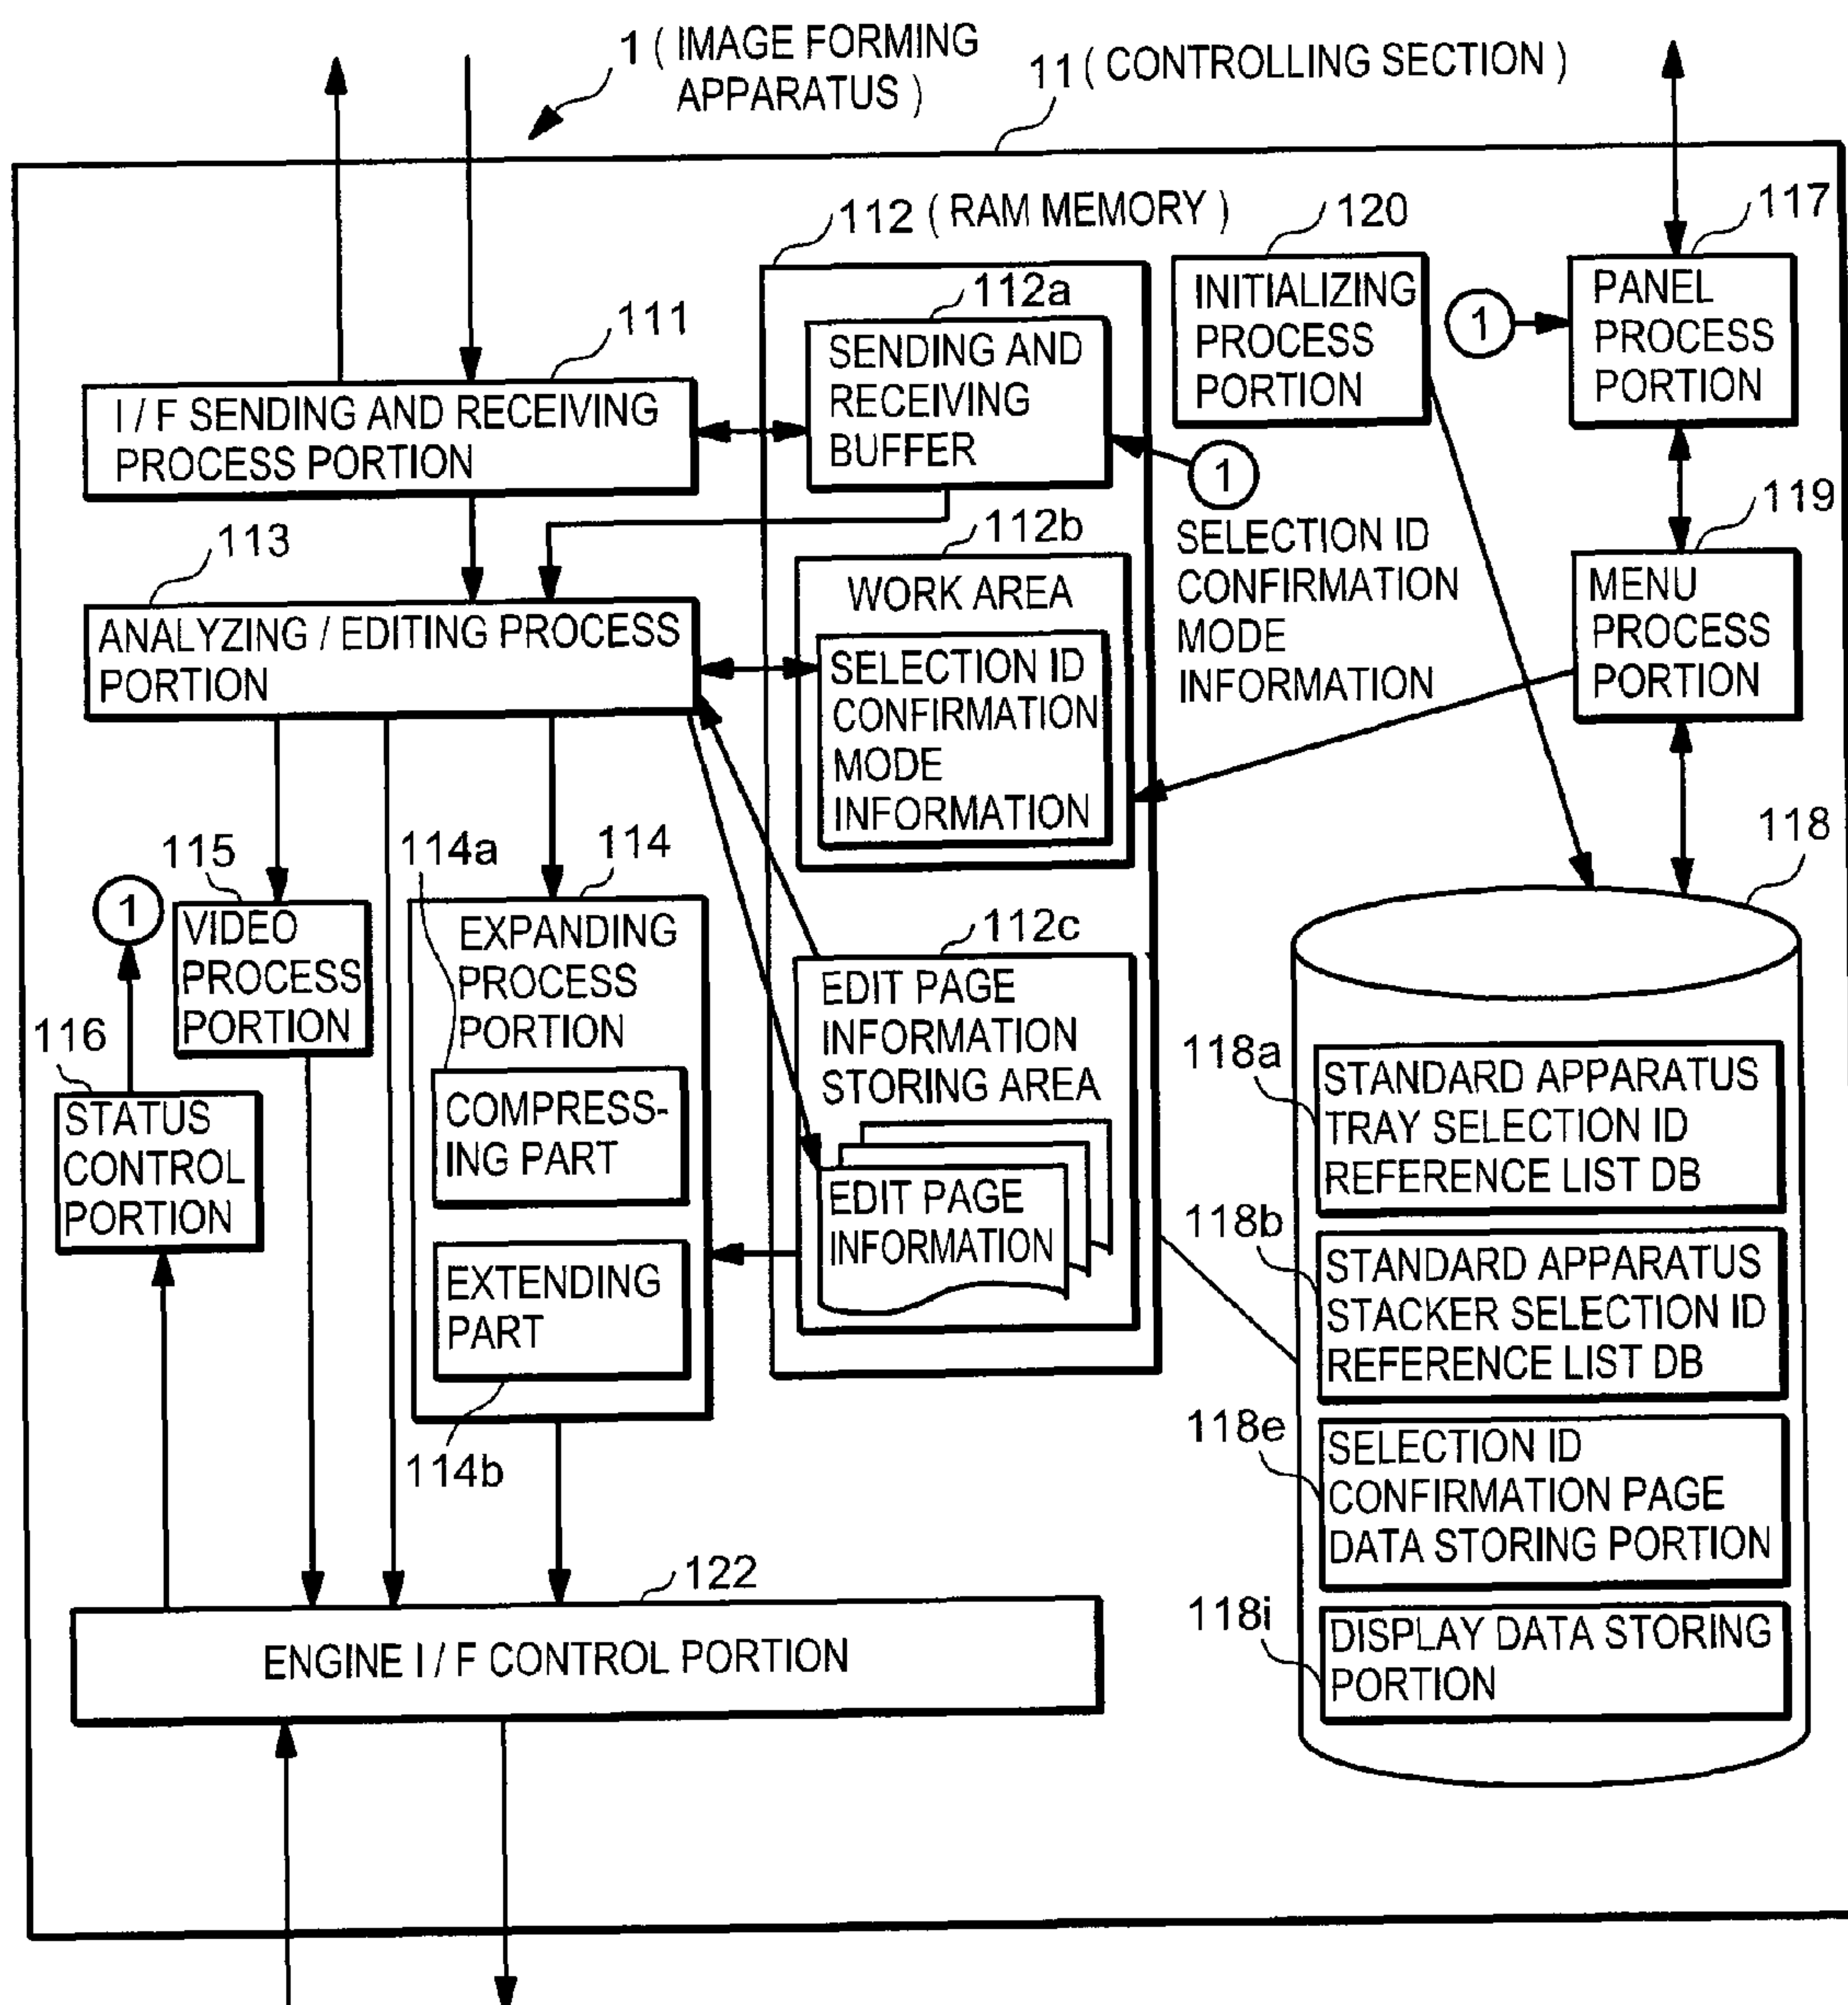 1 ( IMAGE FORMING
APPARATUS )
11 ( CONTROLLING SECTION )
112 ( RAM MEMORY )
120
117
111
112a
INITIALIZING
PROCESS
PORTION
1
PANEL
PROCESS
PORTION
I / F SENDING AND RECEIVING
PROCESS PORTION
SENDING AND
RECEIVING
BUFFER
1
SELECTION ID
CONFIRMATION
MODE
INFORMATION
119
MENU
PROCESS
PORTION
113
ANALYZING / EDITING PROCESS
PORTION
112b
WORK AREA
SELECTION ID
CONFIRMATION
MODE
INFORMATION
115
114a
114
118
1
VIDEO
PROCESS
PORTION
EXPANDING
PROCESS
PORTION
COMPRESS-
ING PART
EXTENDING
PART
114b
112c
EDIT PAGE
INFORMATION
STORING AREA
EDIT PAGE
INFORMATION
116
STATUS
CONTROL
PORTION
118a
STANDARD APPARATUS
TRAY SELECTION ID
REFERENCE LIST DB
118b
STANDARD APPARATUS
STACKER SELECTION ID
REFERENCE LIST DB
118e
SELECTION ID
CONFIRMATION PAGE
DATA STORING PORTION
118i
DISPLAY DATA STORING
PORTION
122
ENGINE I / F CONTROL PORTION